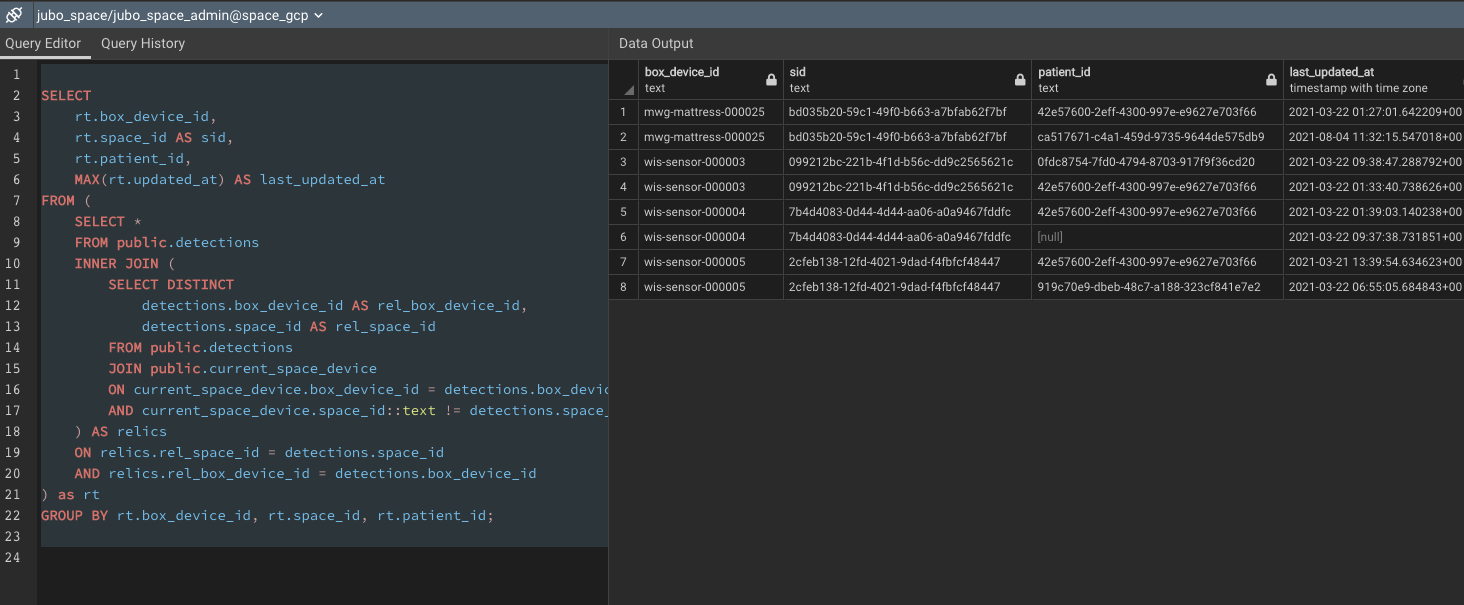 jubo_space/jubo_space_admin@space_gcp
Query Editor Query History
1
2 SELECT
3 rt.box_device_id,
4 rt.space_id AS sid,
5 rt.patient_id,
6 MAX(rt.updated_at) AS last_updated_at
7 FROM (
8 SELECT *
9 FROM public.detections
10 INNER JOIN (
11 SELECT DISTINCT
12 detections.box_device_id AS rel_box_device_id,
13 detections.space_id AS rel_space_id
14 FROM public.detections
15 JOIN public.current_space_device
16 ON current_space_device.box_device_id = detections.box_devic
17 AND current_space_device.space_id::text != detections.space_
18 ) AS relics
19 ON relics.rel_space_id = detections.space_id
20 AND relics.rel_box_device_id = detections.box_device_id
21 ) as rt
22 GROUP BY rt.box_device_id, rt.space_id, rt.patient_id;
23
24
Data Output
box_device_id sid patient_id last_updated_at
text text text timestamp with time zone
1 mwg-mattress-000025 bd035b20-59c1-49f0-b663-a7bfab62f7bf 42e57600-2eff-4300-997e-e9627e703f66 2021-03-22 01:27:01.642209+00
2 mwg-mattress-000025 bd035b20-59c1-49f0-b663-a7bfab62f7bf ca517671-c4a1-459d-9735-9644de575db9 2021-08-04 11:32:15.547018+00
3 wis-sensor-000003 099212bc-221b-4f1d-b56c-dd9c2565621c 0fdc8754-7fd0-4794-8703-917f9f36cd20 2021-03-22 09:38:47.288792+00
4 wis-sensor-000003 099212bc-221b-4f1d-b56c-dd9c2565621c 42e57600-2eff-4300-997e-e9627e703f66 2021-03-22 01:33:40.738626+00
5 wis-sensor-000004 7b4d4083-0d44-4d44-aa06-a0a9467fddfc 42e57600-2eff-4300-997e-e9627e703f66 2021-03-22 01:39:03.140238+00
6 wis-sensor-000004 7b4d4083-0d44-4d44-aa06-a0a9467fddfc [null] 2021-03-22 09:37:38.731851+00
7 wis-sensor-000005 2cfeb138-12fd-4021-9dad-f4fbfcf48447 42e57600-2eff-4300-997e-e9627e703f66 2021-03-21 13:39:54.634623+00
8 wis-sensor-000005 2cfeb138-12fd-4021-9dad-f4fbfcf48447 919c70e9-dbeb-48c7-a188-323cf841e7e2 2021-03-22 06:55:05.684843+00